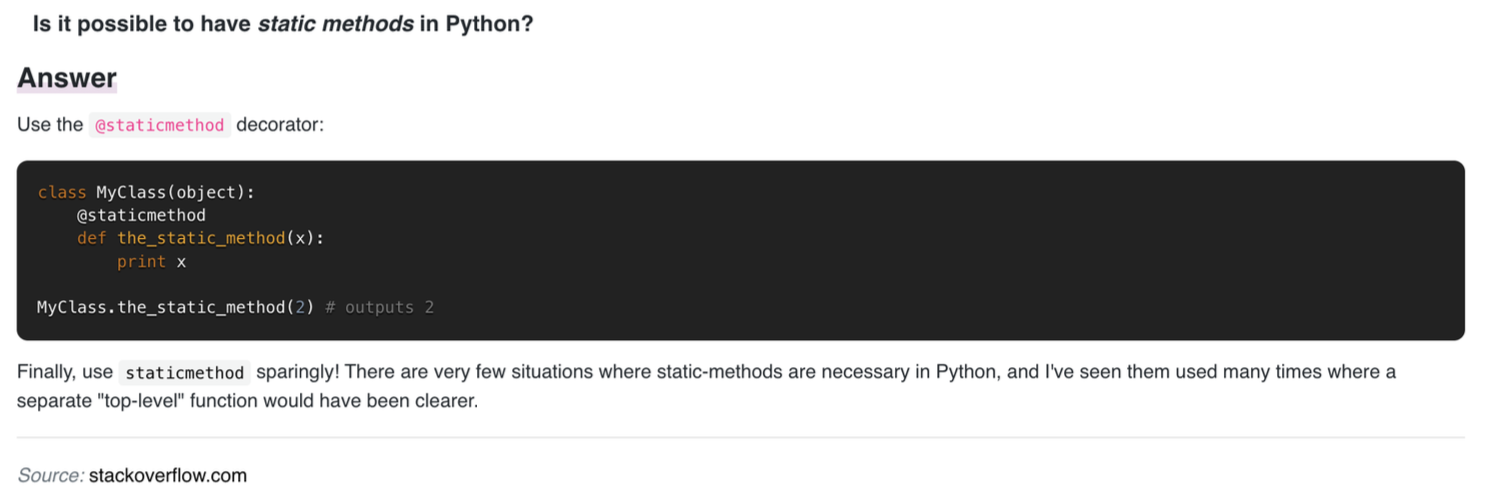 Is it possible to have static methods in Python?
Answer
Use the @staticmethod decorator:
class MyClass(object):
    @staticmethod
    def the_static_method(x):
        print x
MyClass.the_static_method(2) # outputs 2
Finally, use staticmethod sparingly! There are very few situations where static-methods are necessary in Python, and I've seen them used many times where a
separate "top-level" function would have been clearer.
Source: stackoverflow.com